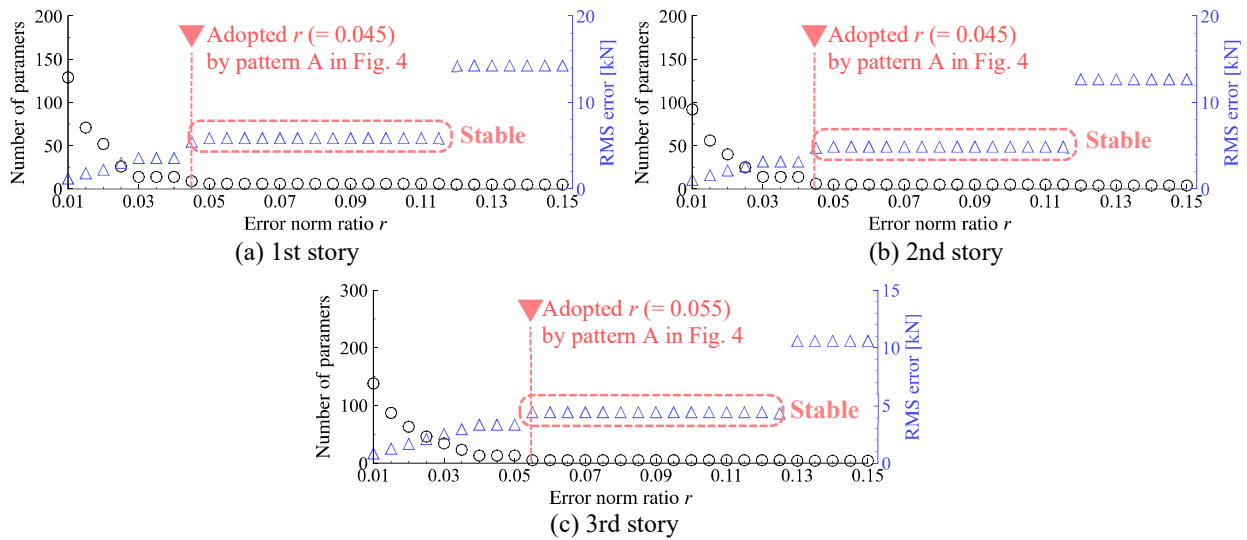 Number of paramers
200
150
100
50
0
Adopted r (= 0.045)
by pattern A in Fig. 4
Stable
20
10
0
RMS error [kN]
0.01 0.03 0.05 0.07 0.09 0.11 0.13 0.15
Error norm ratio r
(a) 1st story
Number of paramers
200
150
100
50
0
Adopted r (= 0.045)
by pattern A in Fig. 4
Stable
20
10
0
RMS error [kN]
0.01 0.03 0.05 0.07 0.09 0.11 0.13 0.15
Error norm ratio r
(b) 2nd story
Number of paramers
300
200
100
0
Adopted r (= 0.055)
by pattern A in Fig. 4
Stable
15
10
5
0
RMS error [kN]
0.01 0.03 0.05 0.07 0.09 0.11 0.13 0.15
Error norm ratio r
(c) 3rd story